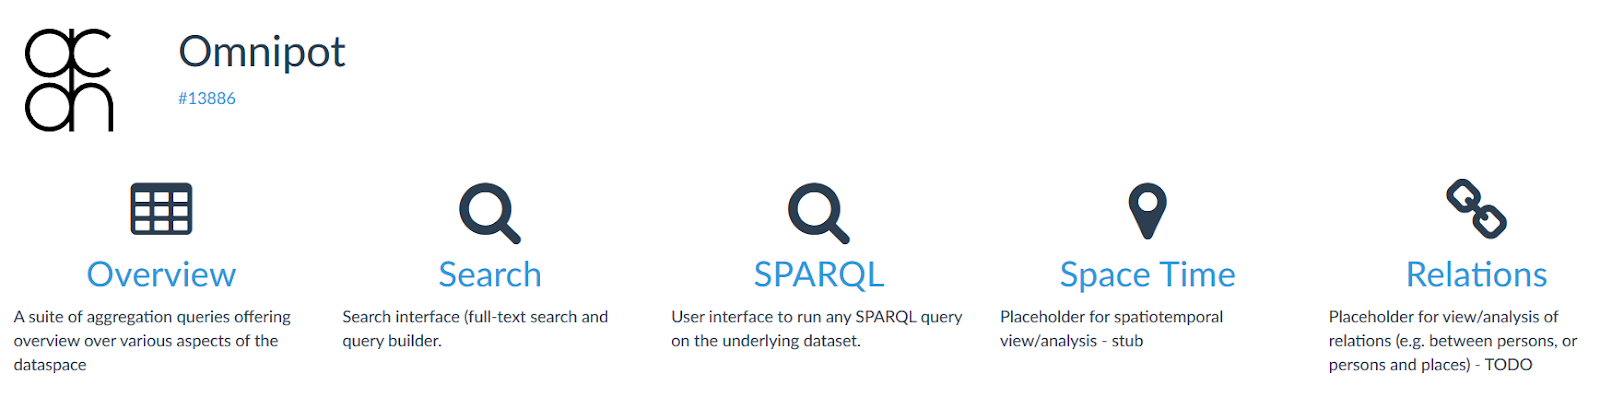 ac
dh
Omnipot
#13886
Overview
A suite of aggregation queries offering
overview over various aspects of the
dataspace
Search
Search interface (full-text search and
query builder.
SPARQL
User interface to run any SPARQL query
on the underlying dataset.
Space Time
Placeholder for spatiotemporal
view/analysis - stub
Relations
Placeholder for view/analysis of
relations (e.g. between persons, or
persons and places) - TODO